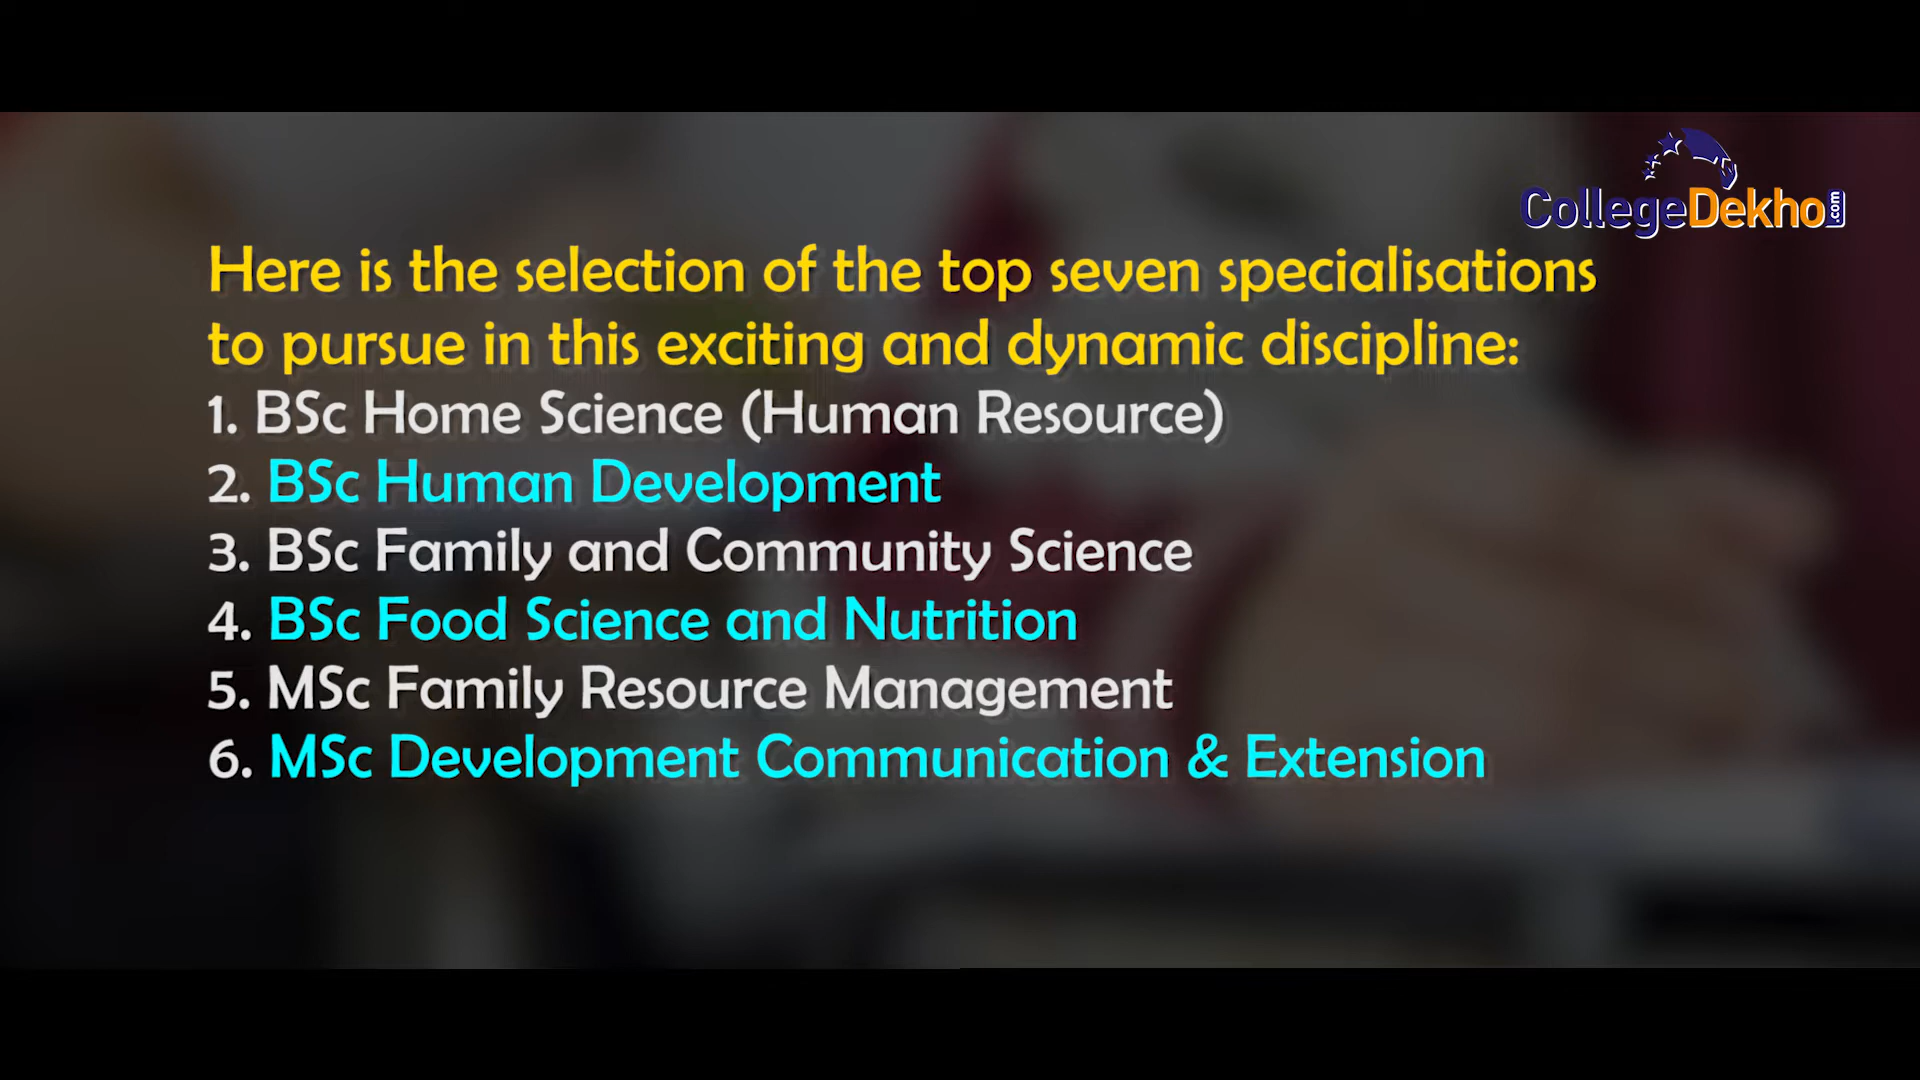 CollegeDekho.com
Here is the selection of the top seven specialisations
to pursue in this exciting and dynamic discipline:
1. BSc Home Science (Human Resource)
2. BSc Human Development
3. BSc Family and Community Science
4. BSc Food Science and Nutrition
5. MSc Family Resource Management
6. MSc Development Communication & Extension